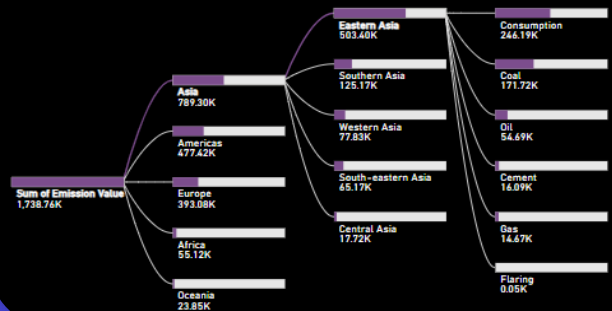 Sum of Emission Value
1,738.76K
Asia
789.30K
Americas
477.42K
Europe
393.08K
Africa
55.12K
Oceania
23.85K
Eastern Asia
503.40K
Southern Asia
125.17K
Western Asia
77.83K
South-eastern Asia
65.17K
Central Asia
17.72K
Consumption
246.19K
Coal
171.72K
Oil
54.69K
Cement
16.09K
Gas
14.67K
Flaring
0.05K